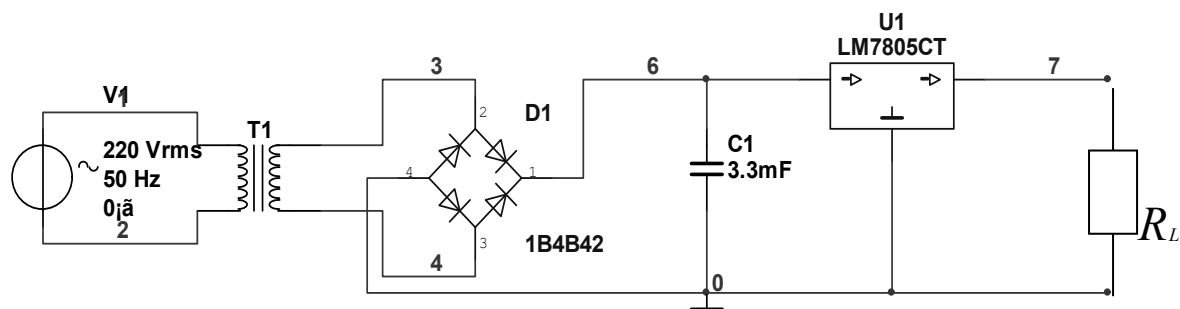 U1
LM7805CT
3
6
7
V1
1
2
D1
T1
220 Vrms
50 Hz
0¡ã
2
4
1
C1
3.3mF
3
1B4B42
4
0
R_L